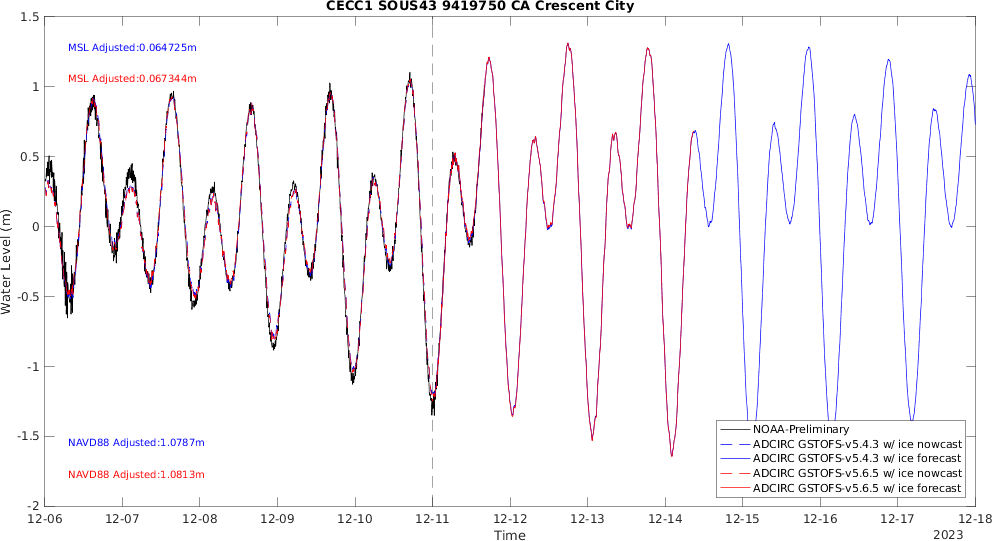 CECC1 SOUS43 9419750 CA Crescent City
1.5
1
0.5
0
-0.5
-1
-1.5
-2
Water Level (m)
MSL Adjusted:0.064725m
MSL Adjusted:0.067344m
NAVD88 Adjusted:1.0787m
NAVD88 Adjusted:1.0813m
NOAA-Preliminary
ADCIRC GSTOFS-v5.4.3 w/ ice nowcast
ADCIRC GSTOFS-v5.4.3 w/ ice forecast
ADCIRC GSTOFS-v5.6.5 w/ ice nowcast
ADCIRC GSTOFS-v5.6.5 w/ ice forecast
12-06 12-07 12-08 12-09 12-10 12-11 12-12 12-13 12-14 12-15 12-16 12-17 12-18
Time
2023